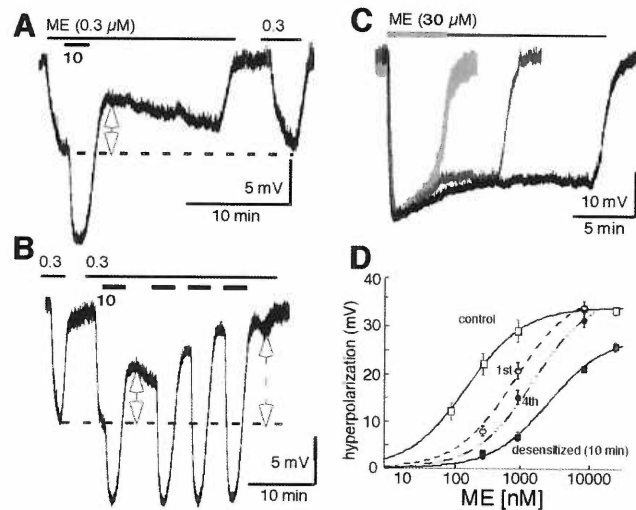 A
ME (0.3 µM)
0.3
10
5 mV
10 min
B
0.3
0.3
10
5 mV
10 min
C
ME (30 µM)
10 mV
5 min
D
hyperpolarization (mV)
40
30
20
10
0
control
1st
4th
desensitized (10 min)
10
100
1000
10000
ME [nM]